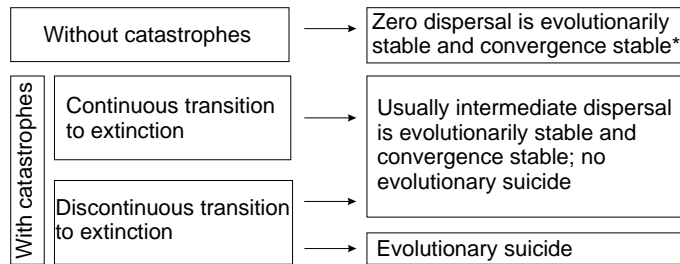 Without catastrophes
Zero dispersal is evolutionarily
stable and convergence stable*
With catastrophes
Continuous transition
to extinction
Usually intermediate dispersal
is evolutionarily stable and
convergence stable; no
evolutionary suicide
Discontinuous transition
to extinction
Evolutionary suicide